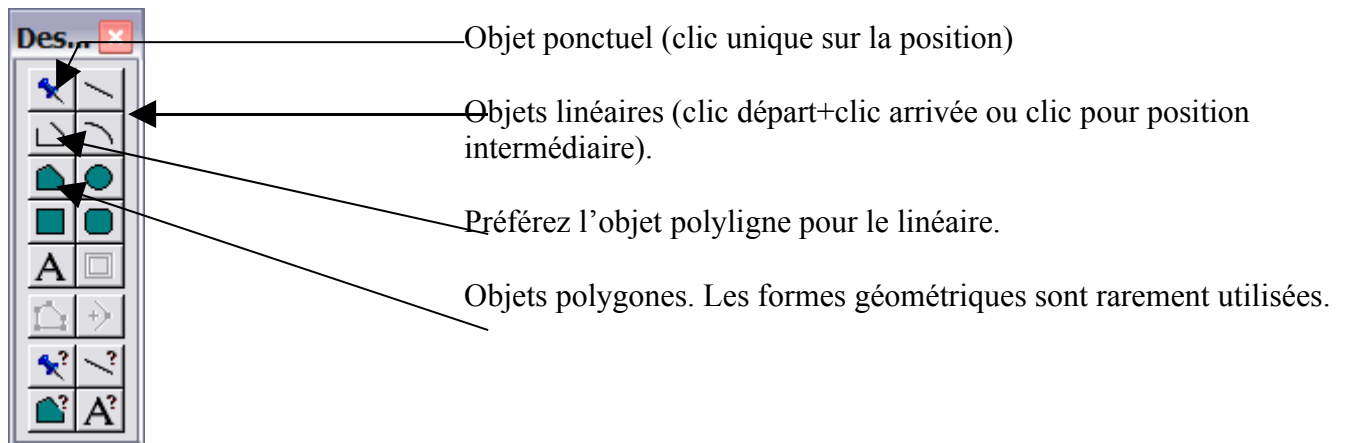 Des...
Objet ponctuel (clic unique sur la position)
Objets linéaires (clic départ+clic arrivée ou clic pour position
intermédiaire).
Préférez l’objet polyligne pour le linéaire.
Objets polygones. Les formes géométriques sont rarement utilisées.
A
? ?
? A?